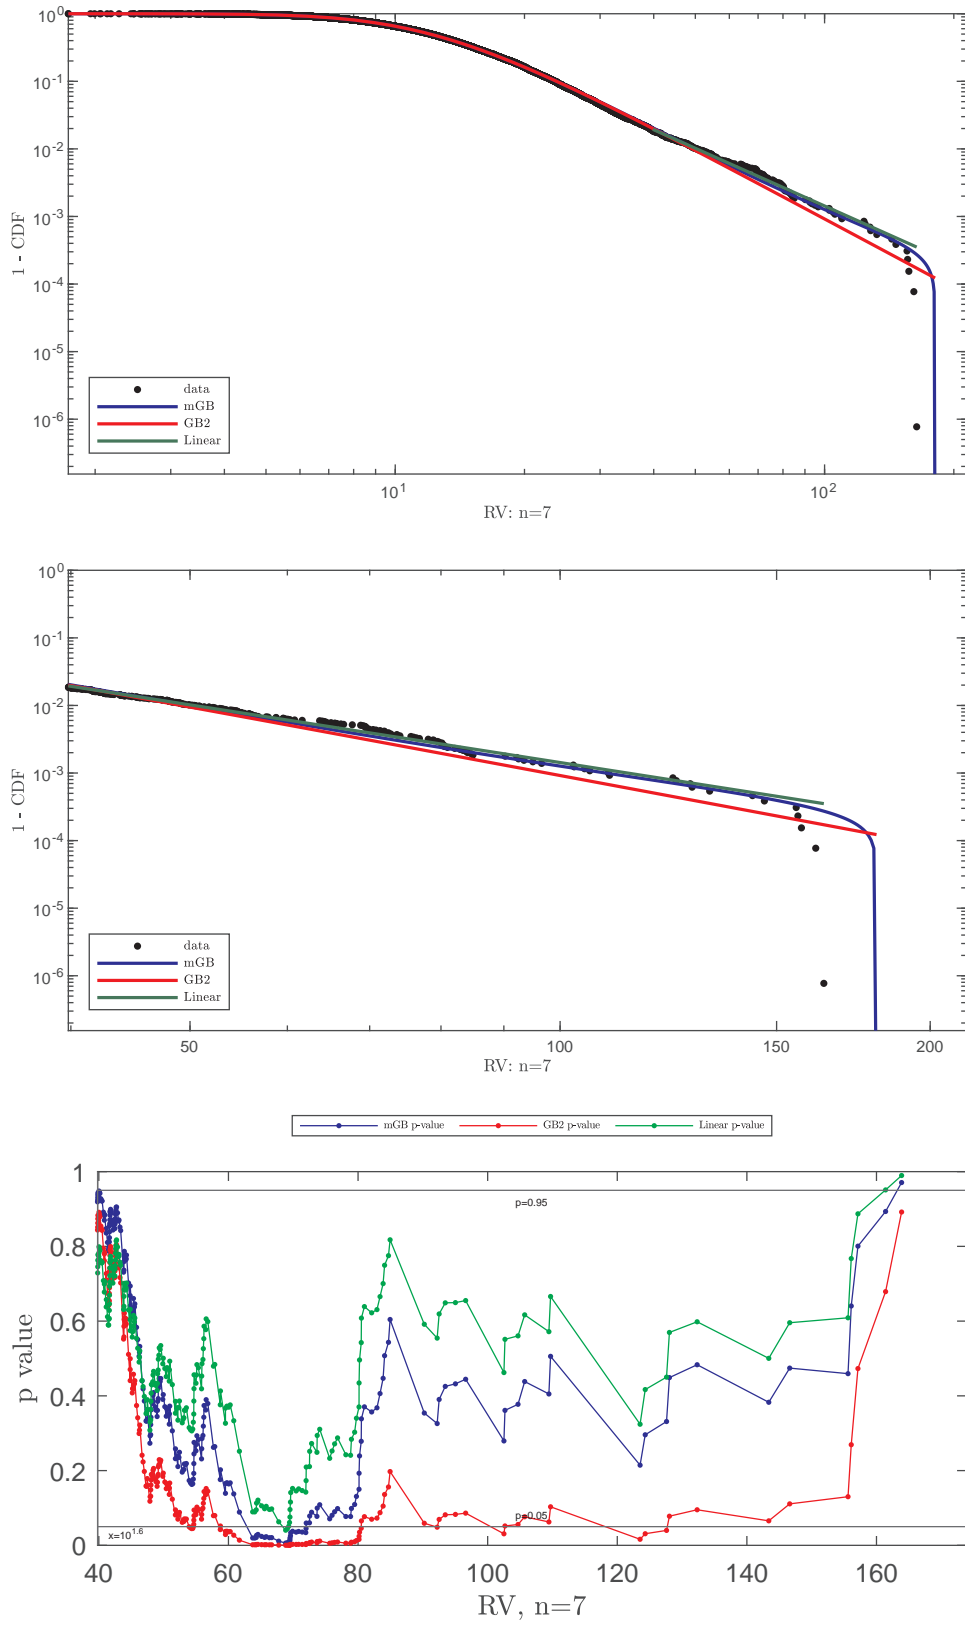 10^0
10^-1
10^-2
10^-3
10^-4
10^-5
10^-6
1 - CDF
data
mGB
GB2
Linear
10^1 10^2
RV: n=7
10^0
10^-1
10^-2
10^-3
10^-4
10^-5
10^-6
1 - CDF
data
mGB
GB2
Linear
50 100 150 200
RV: n=7
mGB p-value GB2 p-value Linear p-value
1
p=0.95
0.8
0.6
p value
0.4
0.2
p=0.05
x=10^1.6
0
40 60 80 100 120 140 160
RV, n=7